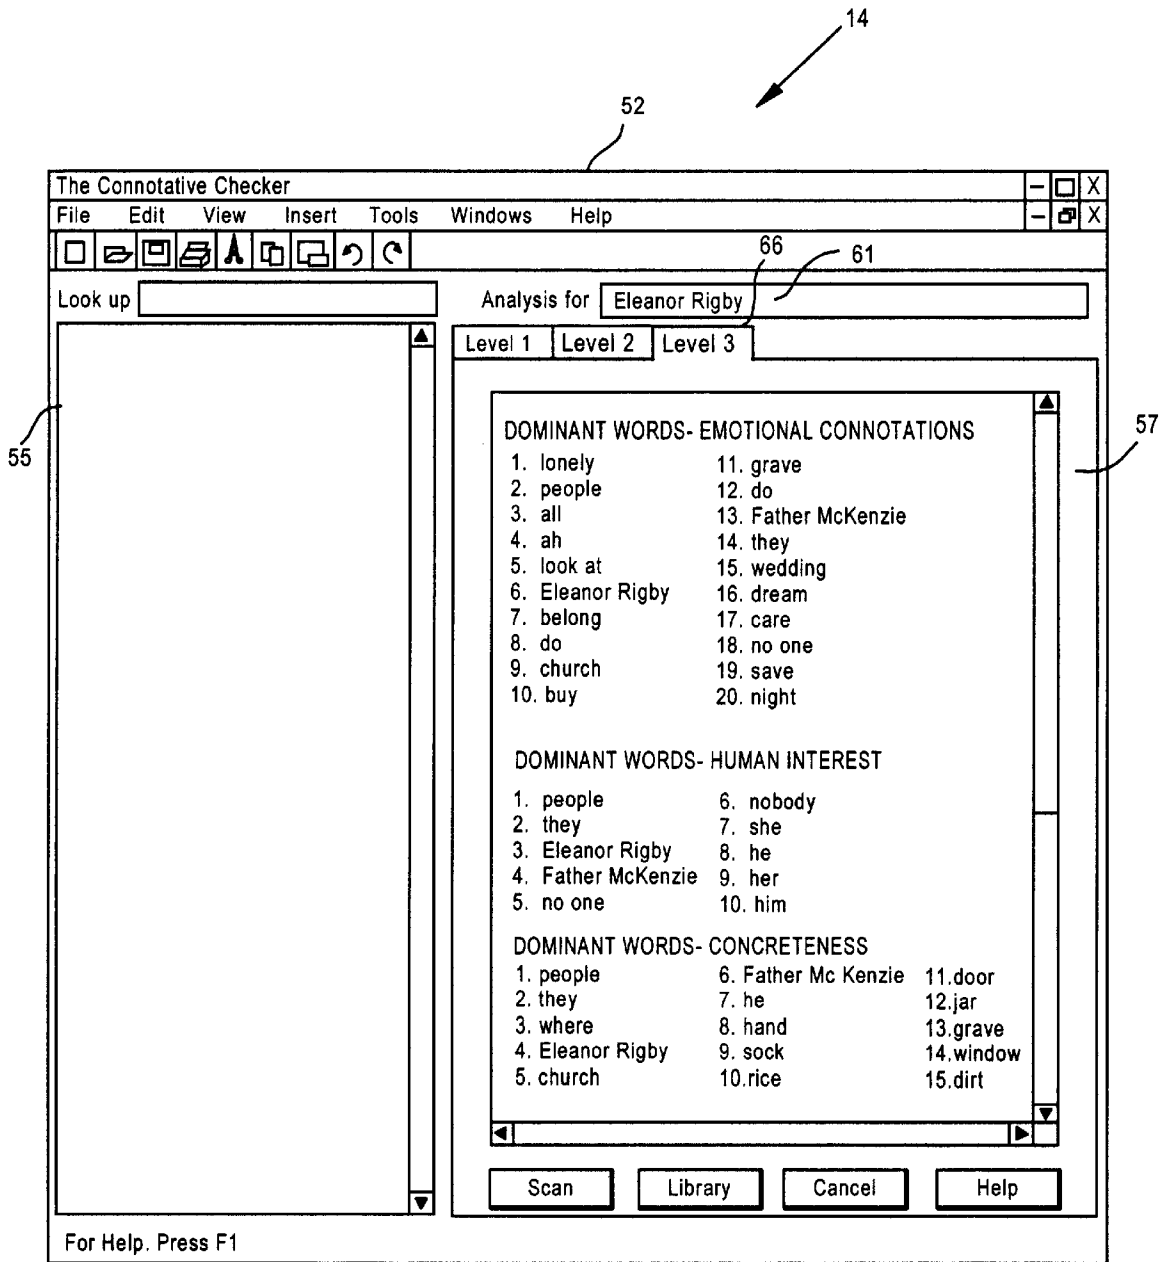 14
52
The Connotative Checker
File Edit View Insert Tools Windows Help
66
61
Look up
Analysis for Eleanor Rigby
Level 1 Level 2 Level 3
55
57
DOMINANT WORDS- EMOTIONAL CONNOTATIONS
1. lonely 11. grave
2. people 12. do
3. all 13. Father McKenzie
4. ah 14. they
5. look at 15. wedding
6. Eleanor Rigby 16. dream
7. belong 17. care
8. do 18. no one
9. church 19. save
10. buy 20. night
DOMINANT WORDS- HUMAN INTEREST
1. people 6. nobody
2. they 7. she
3. Eleanor Rigby 8. he
4. Father McKenzie 9. her
5. no one 10. him
DOMINANT WORDS- CONCRETENESS
1. people 6. Father Mc Kenzie 11.door
2. they 7. he 12.jar
3. where 8. hand 13.grave
4. Eleanor Rigby 9. sock 14.window
5. church 10.rice 15.dirt
Scan Library Cancel Help
For Help. Press F1